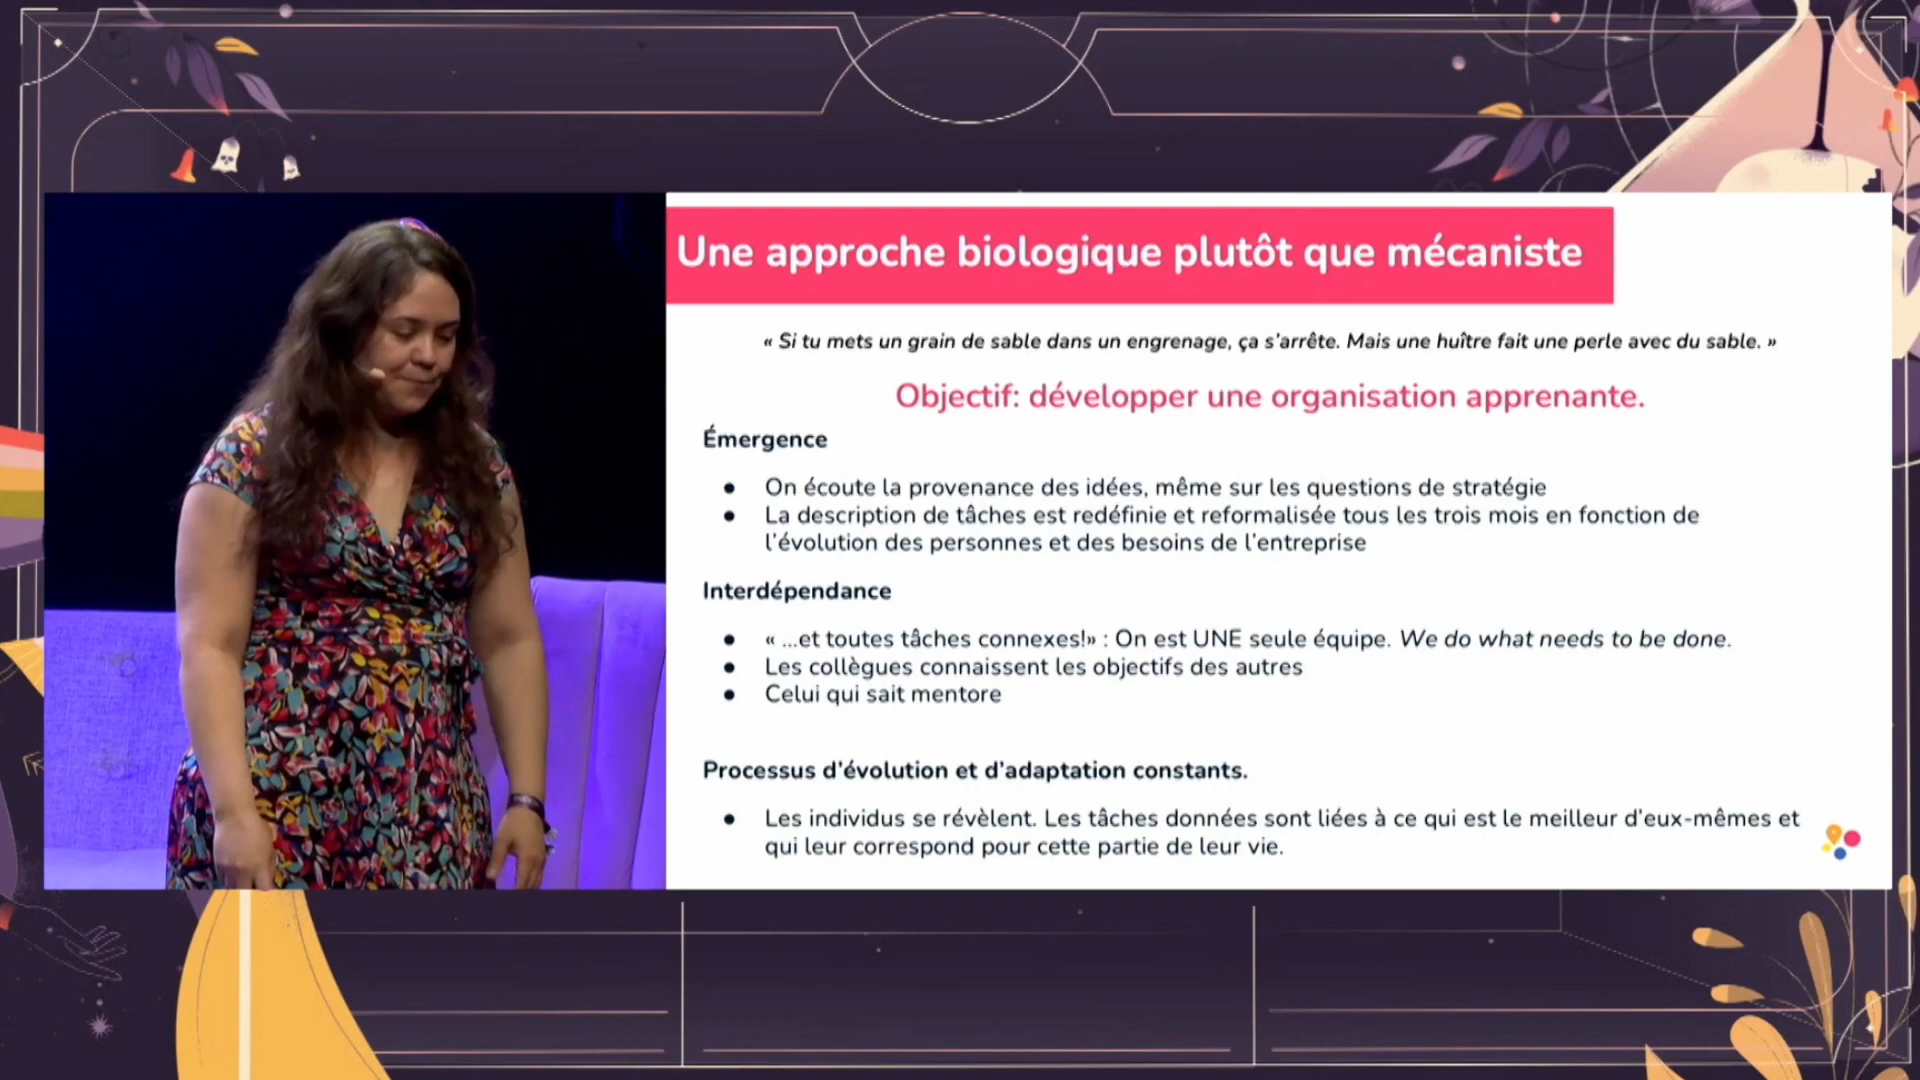 Une approche biologique plutôt que mécaniste
« Si tu mets un grain de sable dans un engrenage, ça s'arrête. Mais une huître fait une perle avec du sable. »
Objectif: développer une organisation apprenante.
Émergence
● On écoute la provenance des idées, même sur les questions de stratégie
● La description de tâches est redéfinie et reformalisée tous les trois mois en fonction de
l'évolution des personnes et des besoins de l'entreprise
Interdépendance
● « ...et toutes tâches connexes!» : On est UNE seule équipe. We do what needs to be done.
● Les collègues connaissent les objectifs des autres
● Celui qui sait mentore
Processus d'évolution et d'adaptation constants.
● Les individus se révèlent. Les tâches données sont liées à ce qui est le meilleur d'eux-mêmes et
qui leur correspond pour cette partie de leur vie.